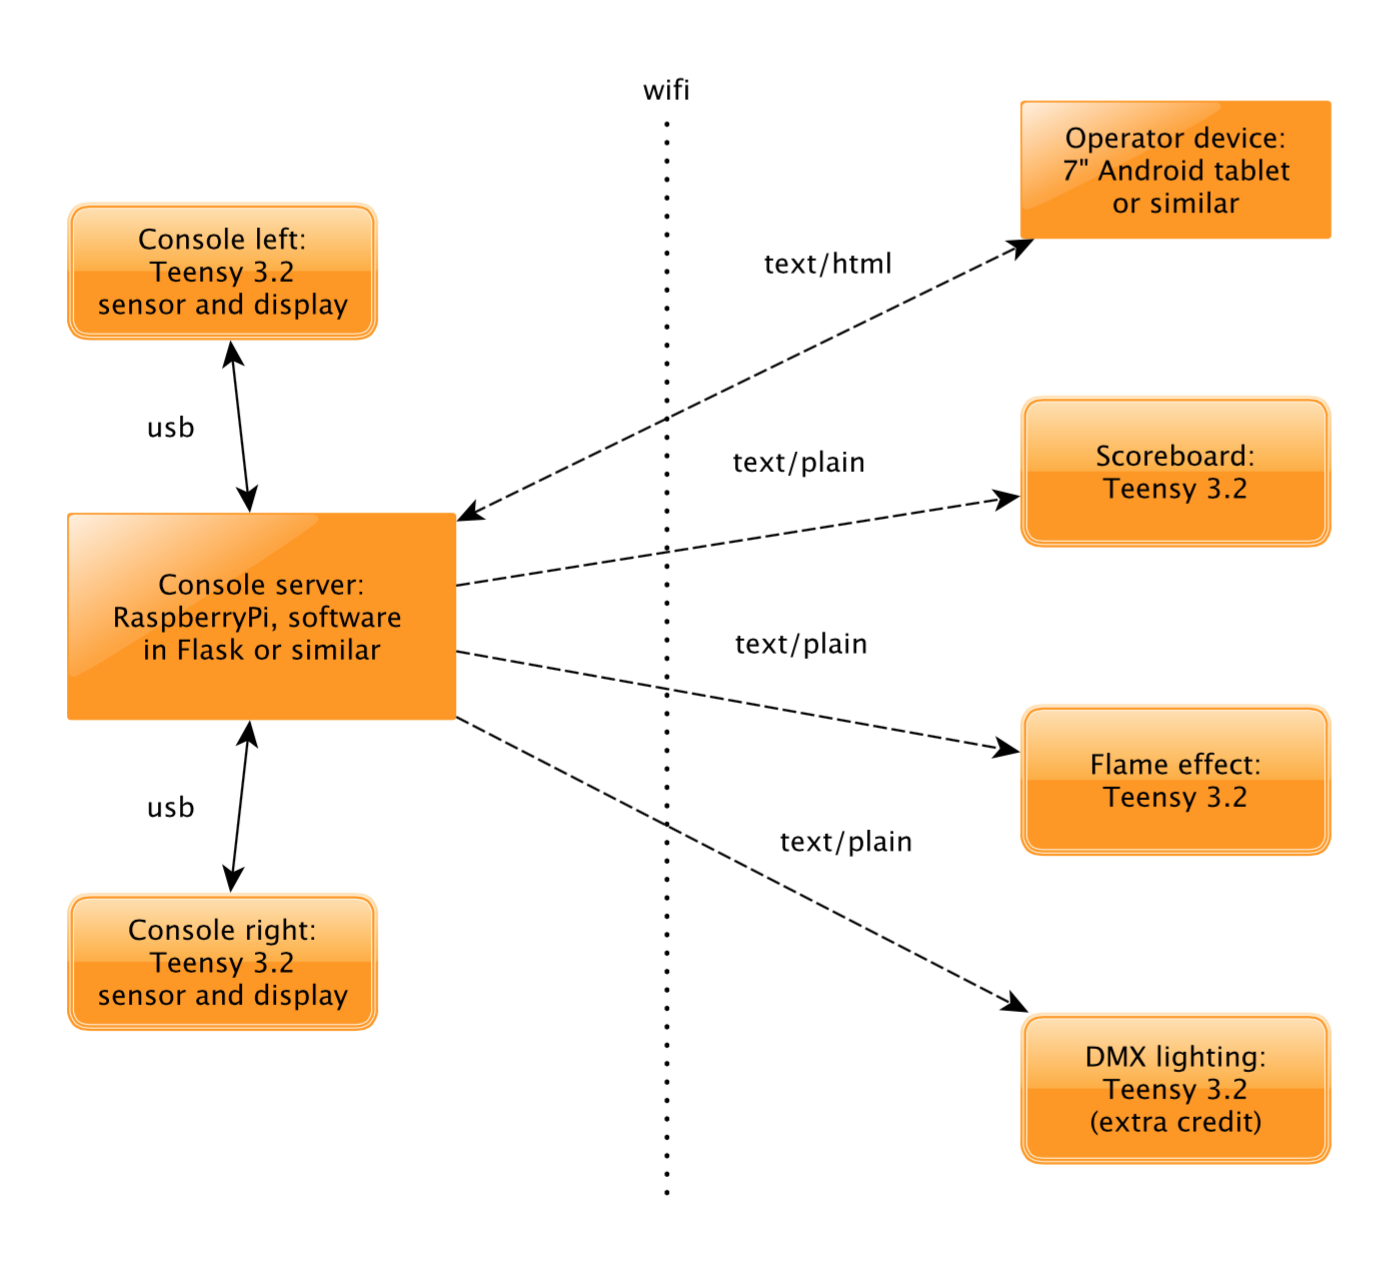 wifi
Operator device:
7" Android tablet
or similar
Console left:
Teensy 3.2
sensor and display
text/html
usb
text/plain
Scoreboard:
Teensy 3.2
Console server:
RaspberryPi, software
in Flask or similar
text/plain
Flame effect:
Teensy 3.2
usb
text/plain
Console right:
Teensy 3.2
sensor and display
DMX lighting:
Teensy 3.2
(extra credit)